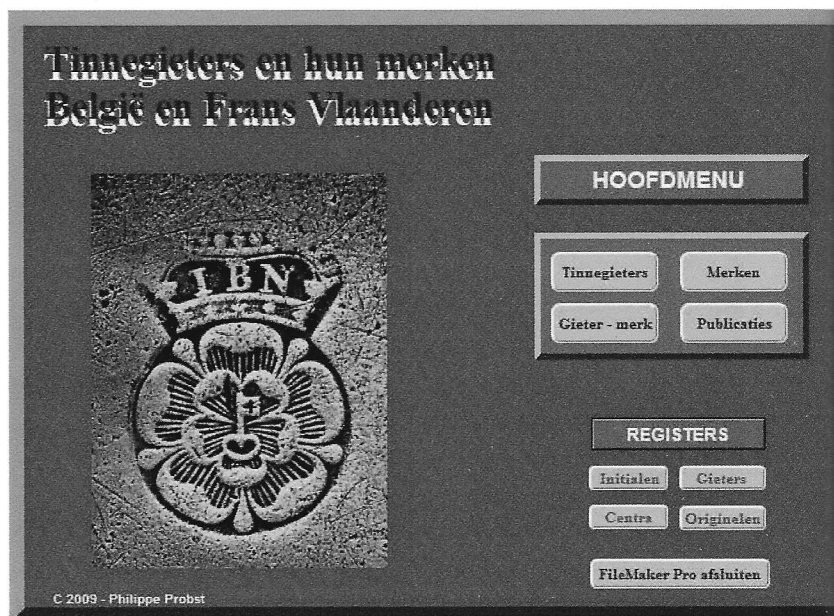 Tinnegieters en hun merken
België en Frans Vlaanderen
IBN
HOOFDMENU
Tinnegieters
Merken
Gieter - merk
Publicaties
REGISTERS
Initialen
Gieters
Centra
Originelen
FileMaker Pro afsluiten
C 2009 - Philippe Probst